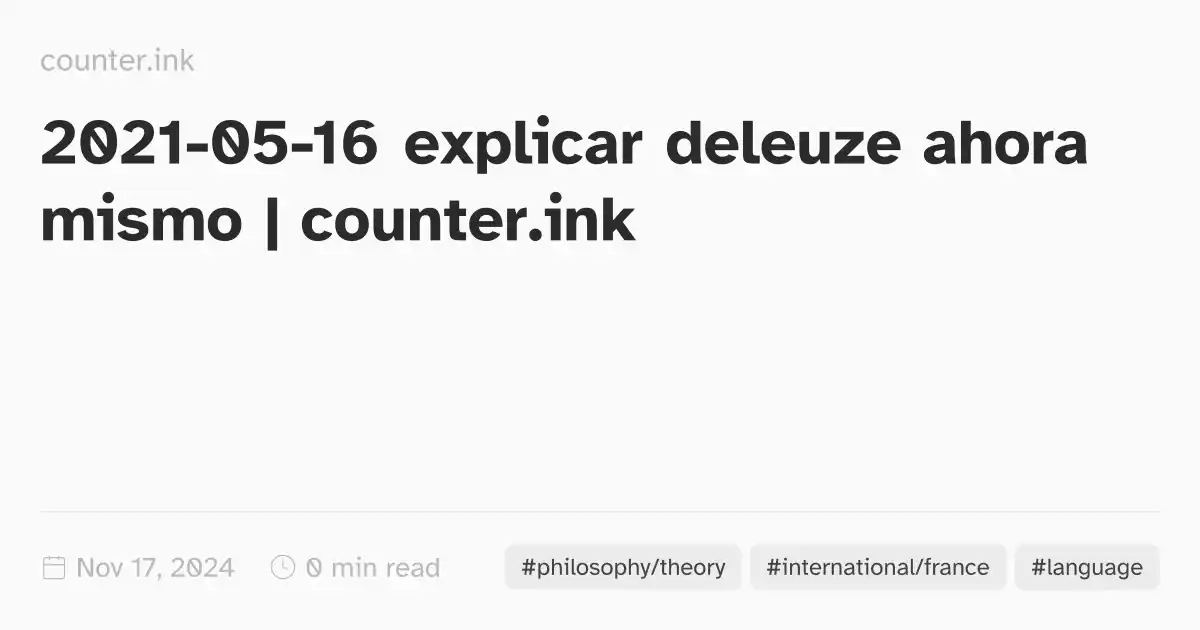 counter.ink
2021-05-16 explicar deleuze ahora
mismo | counter.ink
Nov 17, 2024 0 min read #philosophy/theory #international/france #language